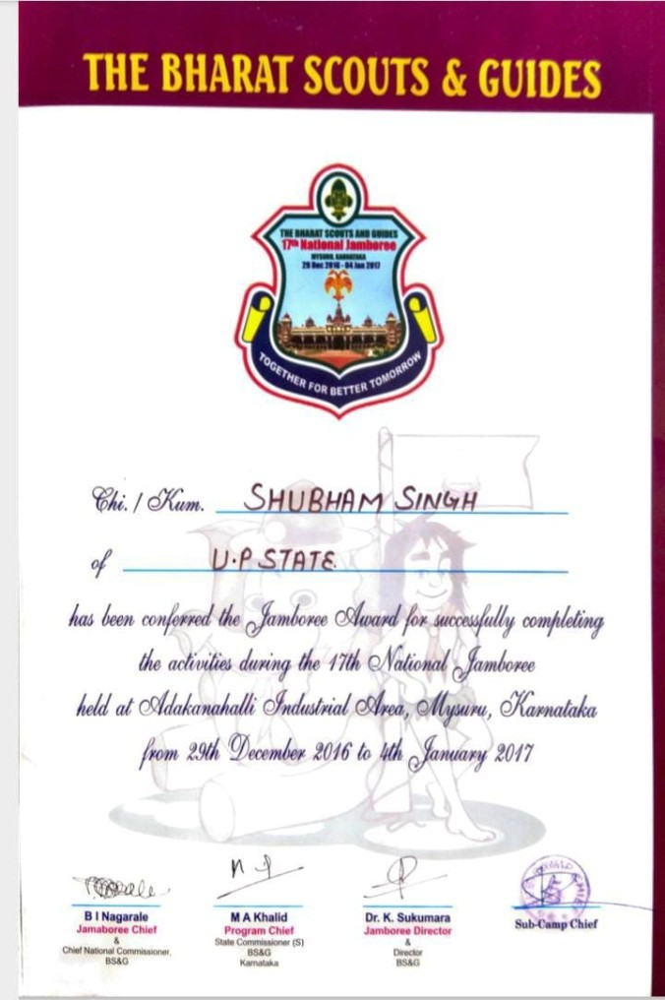 THE BHARAT SCOUTS & GUIDES
THE BHARAT SCOUTS AND GUIDES
17th National Jamboree
MYSURU, KARNATAKA
29 Dec 2016 - 04 Jan 2017
TOGETHER FOR BETTER TOMORROW
Chi. / Kum. SHUBHAM SINGH
of U.P STATE
has been conferred the Jamboree Award for successfully completing
the activities during the 17th National Jamboree
held at Adakanahalli Industrial Area, Mysuru, Karnataka
from 29th December 2016 to 4th January 2017
B I Nagarale
Jamaboree Chief
&
Chief National Commissioner,
BS&G
M A Khalid
Program Chief
State Commissioner (S)
BS&G
Karnataka
Dr. K. Sukumara
Jamboree Director
&
Director
BS&G
Sub-Camp Chief